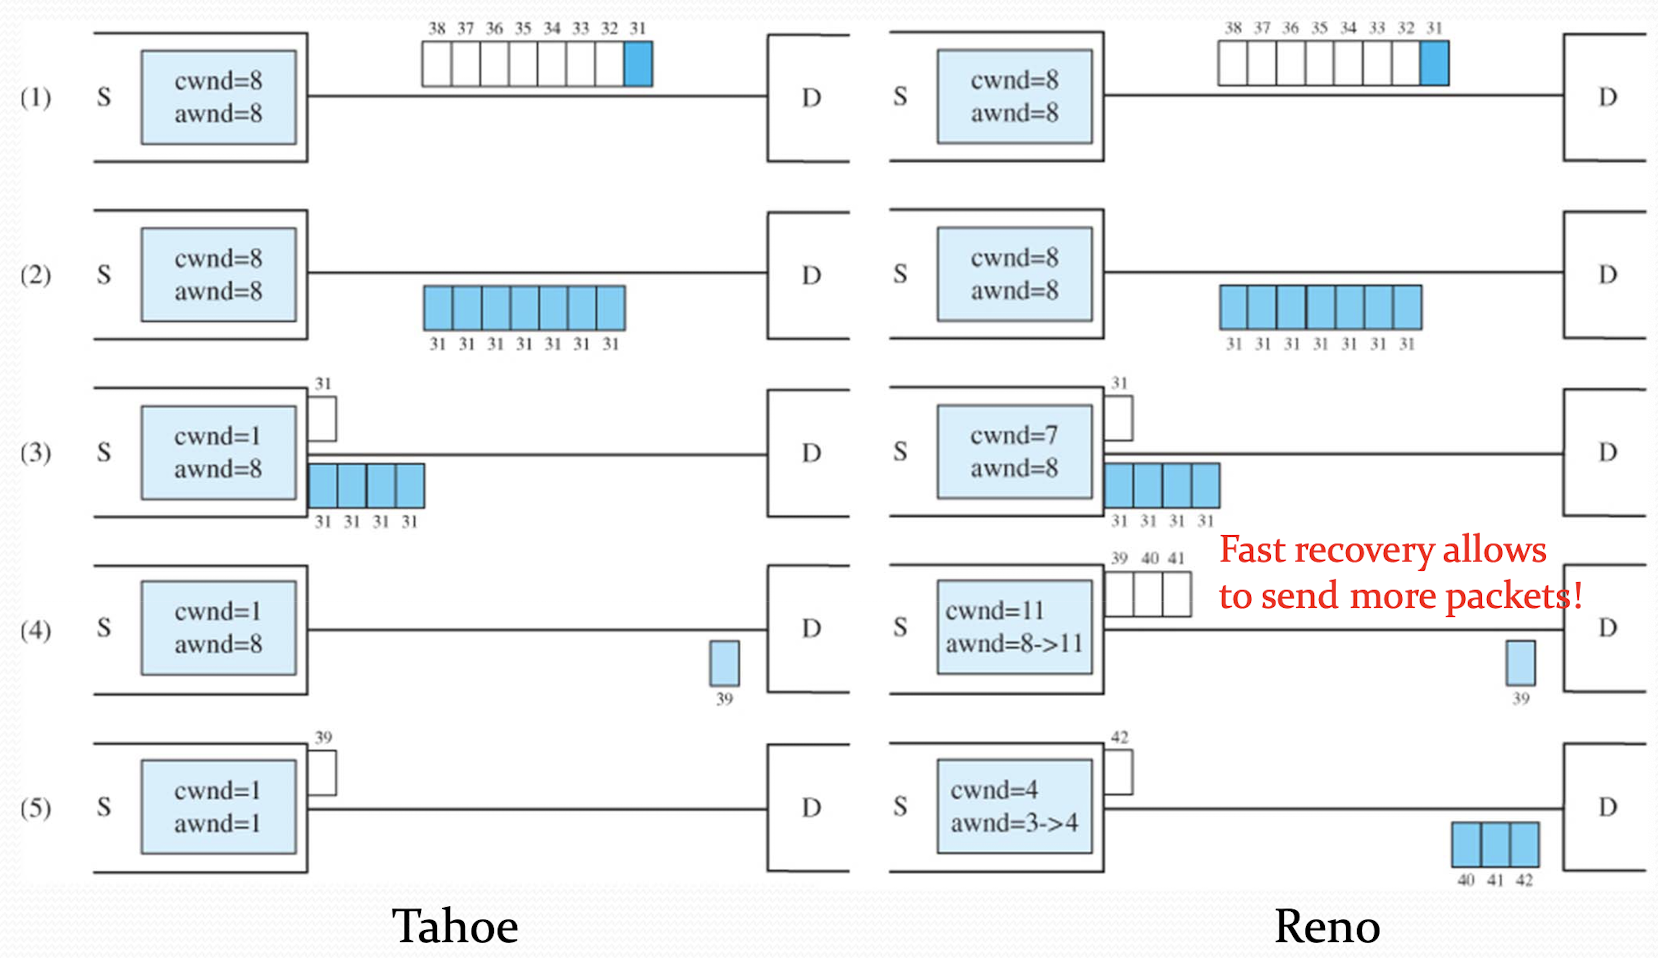 38 37 36 35 34 33 32 31
38 37 36 35 34 33 32 31
(1) S cwnd=8 D S cwnd=8 D
awnd=8 awnd=8
(2) S cwnd=8 D S cwnd=8 D
awnd=8 awnd=8
31 31 31 31 31 31 31
31 31 31 31 31 31 31
31 31
(3) S cwnd=1 D S cwnd=7 D
awnd=8 awnd=8
31 31 31 31
31 31 31 31
Fast recovery allows
to send more packets!
39 40 41
(4) S cwnd=1 D S cwnd=11 D
awnd=8 awnd=8->11
39 39
39 42
(5) S cwnd=1 D S cwnd=4 D
awnd=1 awnd=3->4
40 41 42
Tahoe Reno